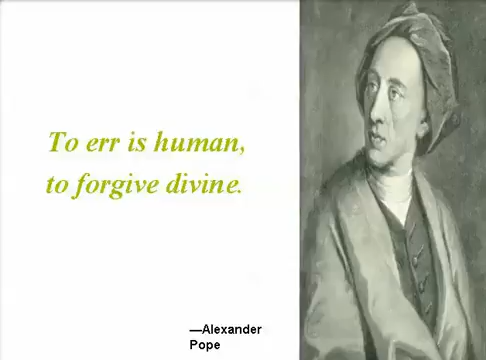 To err is human,
to forgive divine.
—Alexander
Pope